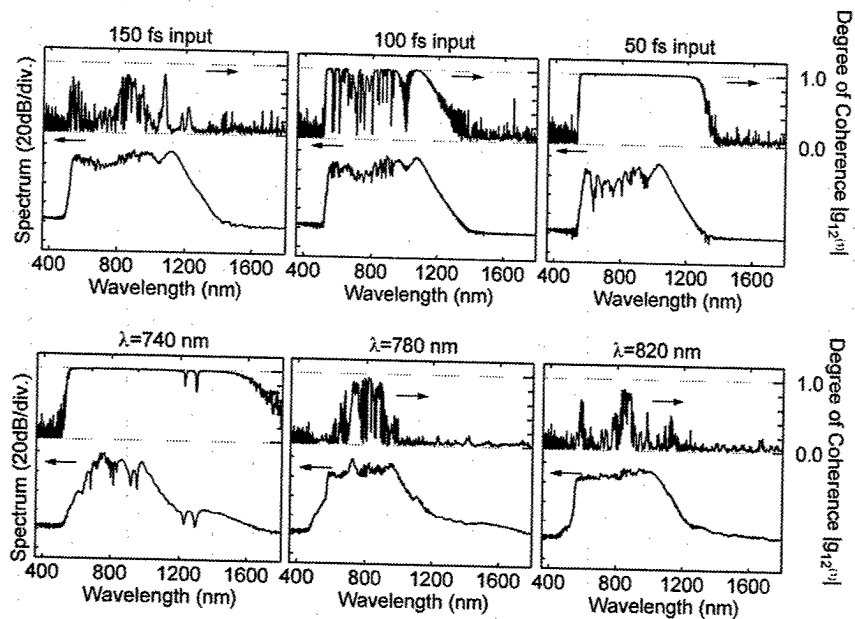 150 fs input
100 fs input
50 fs input
Spectrum (20dB/div.)
1.0
0.0
Degree of Coherence |g₁₂⁽¹⁾|
400 800 1200 1600
400 800 1200 1600
400 800 1200 1600
Wavelength (nm)
Wavelength (nm)
Wavelength (nm)
λ=740 nm
λ=780 nm
λ=820 nm
Spectrum (20dB/div.)
1.0
0.0
Degree of Coherence |g₁₂⁽¹⁾|
400 800 1200 1600
400 800 1200 1600
400 800 1200 1600
Wavelength (nm)
Wavelength (nm)
Wavelength (nm)